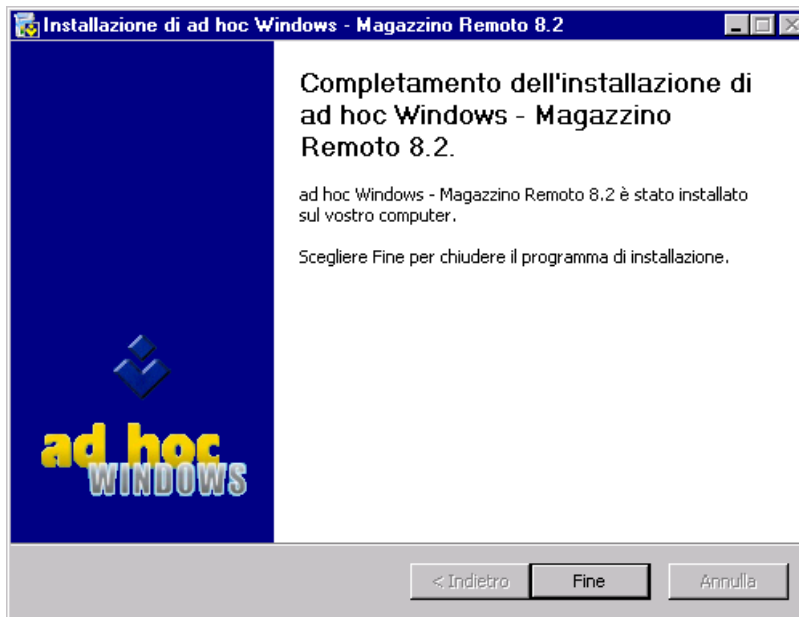 Installazione di ad hoc Windows - Magazzino Remoto 8.2
Completamento dell'installazione di
ad hoc Windows - Magazzino
Remoto 8.2.
ad hoc Windows - Magazzino Remoto 8.2 è stato installato
sul vostro computer.
Scegliere Fine per chiudere il programma di installazione.
ad hoc
WINDOWS
< Indietro
Fine
Annulla